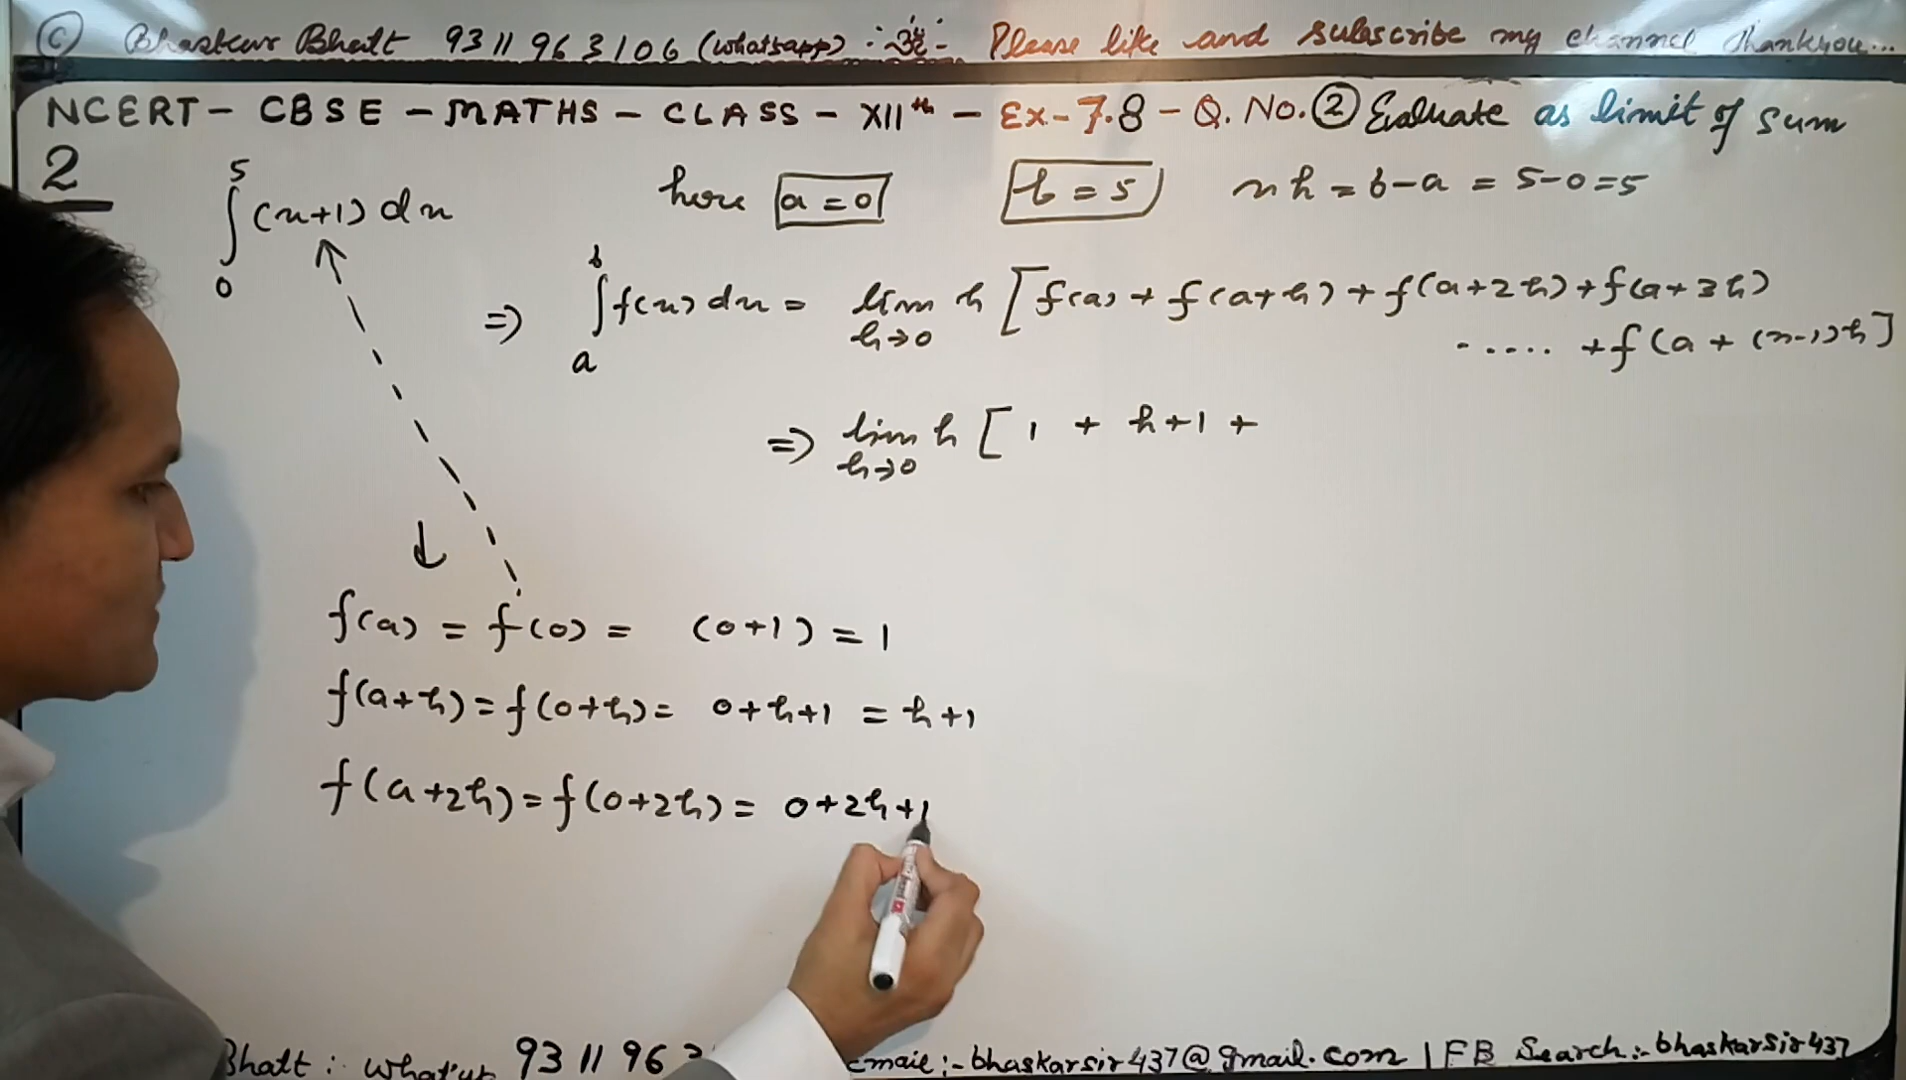 © Bhaskar Bhatt 9311963106 (whatsapp) :- ॐ :- Please like and subscribe my channel Thankyou...
NCERT - CBSE - MATHS - CLASS - XIIth - Ex - 7.8 - Q. No. ② Evaluate as limit of sum
2
∫₀⁵ (x+1) dx here a = 0 b = 5 nh = b-a = 5-0 = 5
⇒ ∫ₐᵇ f(x) dx = lim h→0 h [f(a) + f(a+h) + f(a+2h) + f(a+3h)
..... + f(a + (n-1)h]
⇒ lim h→0 h [ 1 + h+1 +
↓
f(a) = f(0) = (0+1) = 1
f(a+h) = f(0+h) = 0+h+1 = h+1
f(a+2h) = f(0+2h) = 0+2h+1
Bhatt : 93 11 96 :- bhaskarsir437@gmail.com | FB Search:- bhaskarsir437